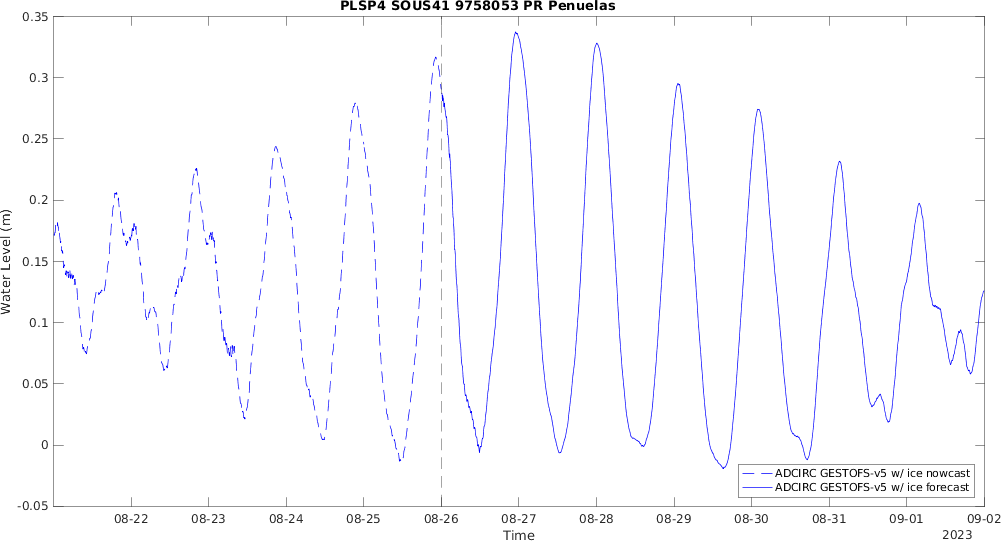 PLSP4 SOUS41 9758053 PR Penuelas
0.35
0.3
0.25
0.2
0.15
0.1
0.05
0
-0.05
Water Level (m)
ADCIRC GESTOFS-v5 w/ ice nowcast
ADCIRC GESTOFS-v5 w/ ice forecast
08-22 08-23 08-24 08-25 08-26 08-27 08-28 08-29 08-30 08-31 09-01 09-02
Time
2023